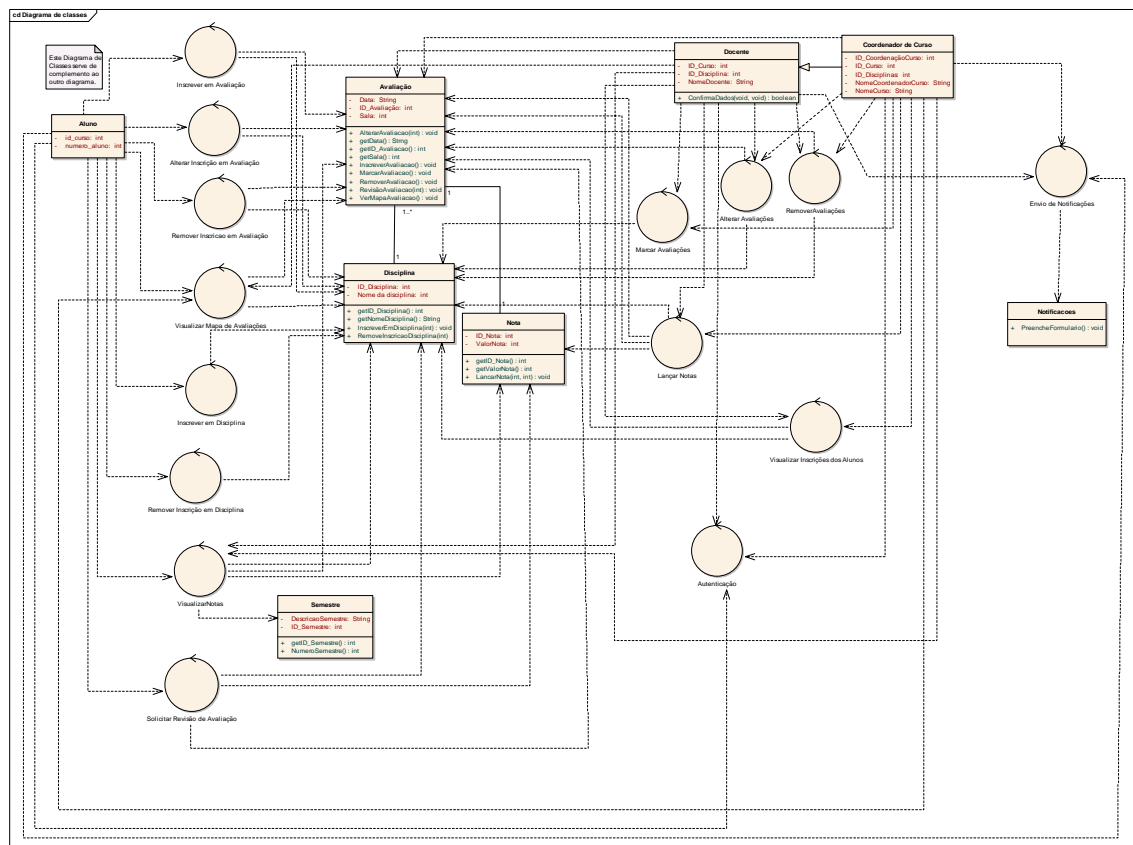 cd Diagrama de classes
Este Diagrama de
Classes serve de
complemento ao
outro diagrama.
Inscrever em Avaliação
Aluno
- id_curso: int
- numero_aluno: int
Alterar Inscrição em Avaliação
Remover Inscricao em Avaliação
Visualizar Mapa de Avaliações
Inscrever em Disciplina
Remover Inscrição em Disciplina
VisualizarNotas
Solicitar Revisão de Avaliação
Avaliação
- Data: String
- ID_Avaliação: int
- Sala: int
+ AlterarAvaliacao(int) : void
+ getData() : String
+ getID_Avaliacao() : int
+ getSala() : int
+ InscreverAvaliacao() : void
+ MarcarAvaliacao() : void
+ RemoverAvaliacao() : void
+ RevisãoAvaliacao(int) : void
+ VerMapaAvaliacao() : void
1
1..*
1
Disciplina
- ID_Disciplina: int
- Nome da disciplina: int
+ getID_Disciplina() : int
+ getNomeDisciplina() : String
+ InscreverEmDisciplina(int) : void
+ RemoveInscricaoDisciplina(int)
1
Nota
- ID_Nota: int
- ValorNota: int
+ getID_Nota() : int
+ getValorNota() : int
+ LancarNota(int, int) : void
Semestre
- DescricaoSemestre: String
- ID_Semestre: int
+ getID_Semestre() : int
+ NumeroSemestre() : int
Docente
- ID_Curso: int
- ID_Disciplina: int
- NomeDocente: String
+ ConfirmaDados(void, void) : boolean
Coordenador de Curso
- ID_CoordenaçãoCurso: int
- ID_Curso: int
- ID_Disciplinas: int
- NomeCoordenadorCurso: String
- NomeCurso: String
Marcar Avaliações
Alterar Avaliações
RemoverAvaliações
Envio de Notificações
Notificacoes
+ PreencheFormulario() : void
Lançar Notas
Visualizar Inscrições dos Alunos
Autenticação